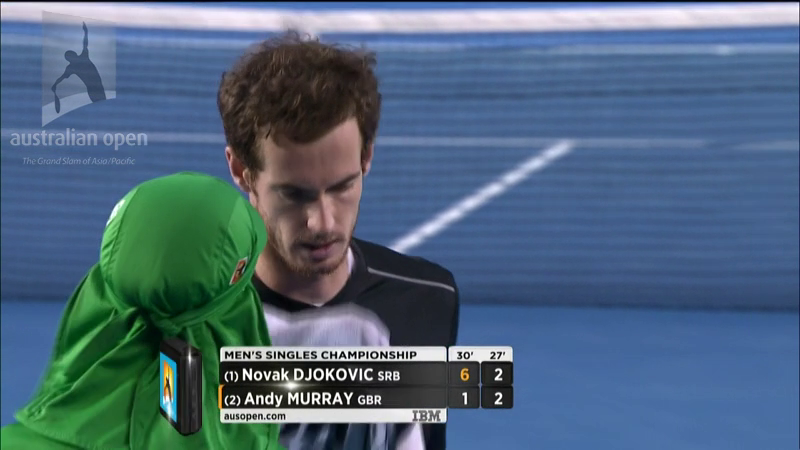 australian open
The Grand Slam of Asia/Pacific
MEN'S SINGLES CHAMPIONSHIP 30' 27'
(1) Novak DJOKOVIC SRB 6 2
(2) Andy MURRAY GBR 1 2
ausopen.com IBM